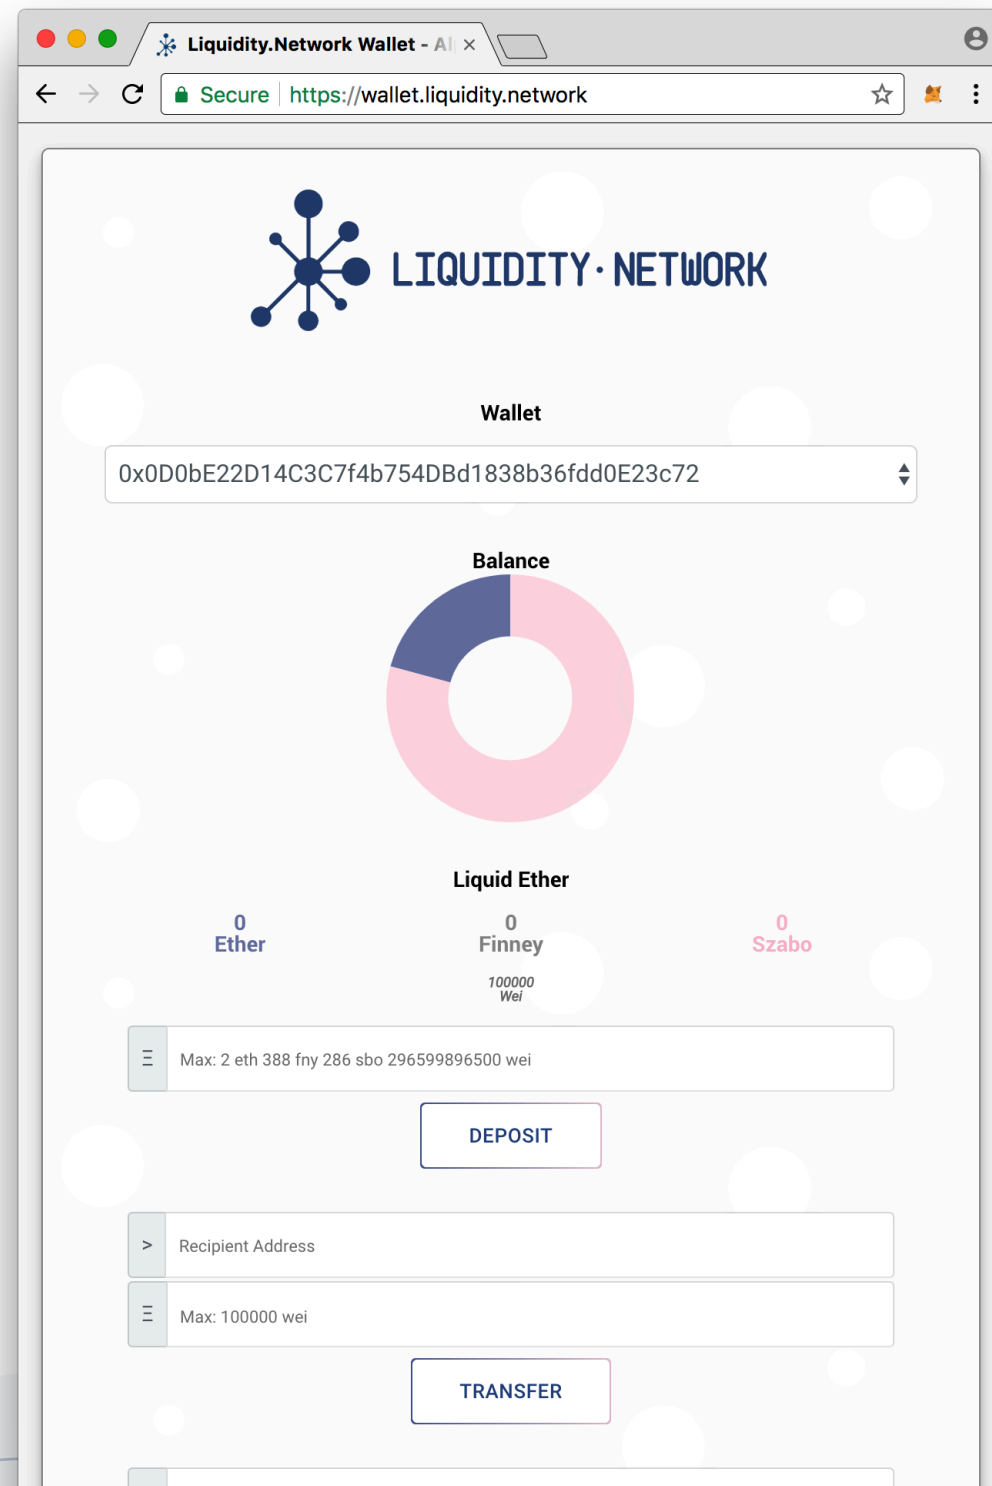 Liquidity.Network Wallet - Al
Secure https://wallet.liquidity.network
LIQUIDITY·NETWORK
Wallet
0x0D0bE22D14C3C7f4b754DBd1838b36fdd0E23c72
Balance
Liquid Ether
0 0 0
Ether Finney Szabo
100000
Wei
Ξ Max: 2 eth 388 fny 286 sbo 296599896500 wei
DEPOSIT
> Recipient Address
Ξ Max: 100000 wei
TRANSFER